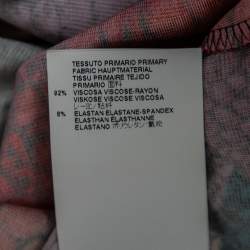 TESSUTO PRIMARIO PRIMARY
FABRIC HAUPTMATERIAL
TISSU PRIMAIRE TEJIDO
PRIMARIO 面料
92% VISCOSA VISCOSE-RAYON
VISKOSE VISCOSE VISCOSA
レーヨン 粘纤
8% ELASTAN ELASTANE-SPANDEX
ELASTHAN ELASTHANNE
ELASTANO ポリウレタン 氨纶